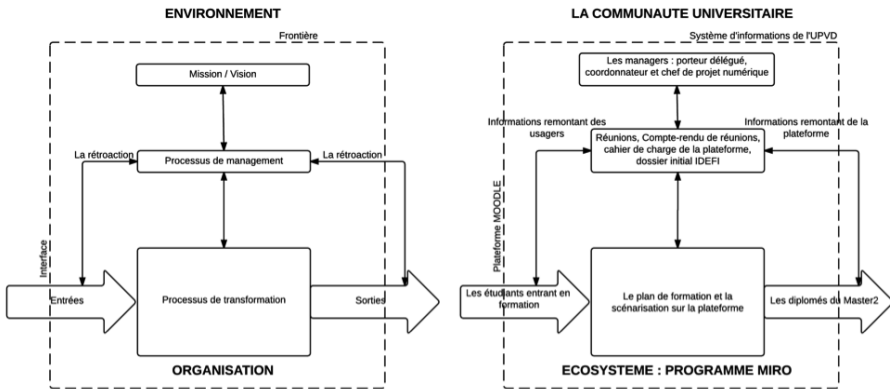 ENVIRONNEMENT
Frontière
Mission / Vision
La rétroaction
Processus de management
La rétroaction
Interface
Entrées
Processus de transformation
Sorties
ORGANISATION
LA COMMUNAUTE UNIVERSITAIRE
Système d'informations de l'UPVD
Les managers : porteur délégué,
coordonnateur et chef de projet numérique
Informations remontant des
usagers
Informations remontant de la
plateforme
Réunions, Compte-rendu de réunions,
cahier de charge de la plateforme,
dossier initial IDEFI
Plateforme MOODLE
Les étudiants entrant en
formation
Le plan de formation et la
scénarisation sur la plateforme
Les diplomés du Master2
ECOSYSTEME : PROGRAMME MIRO